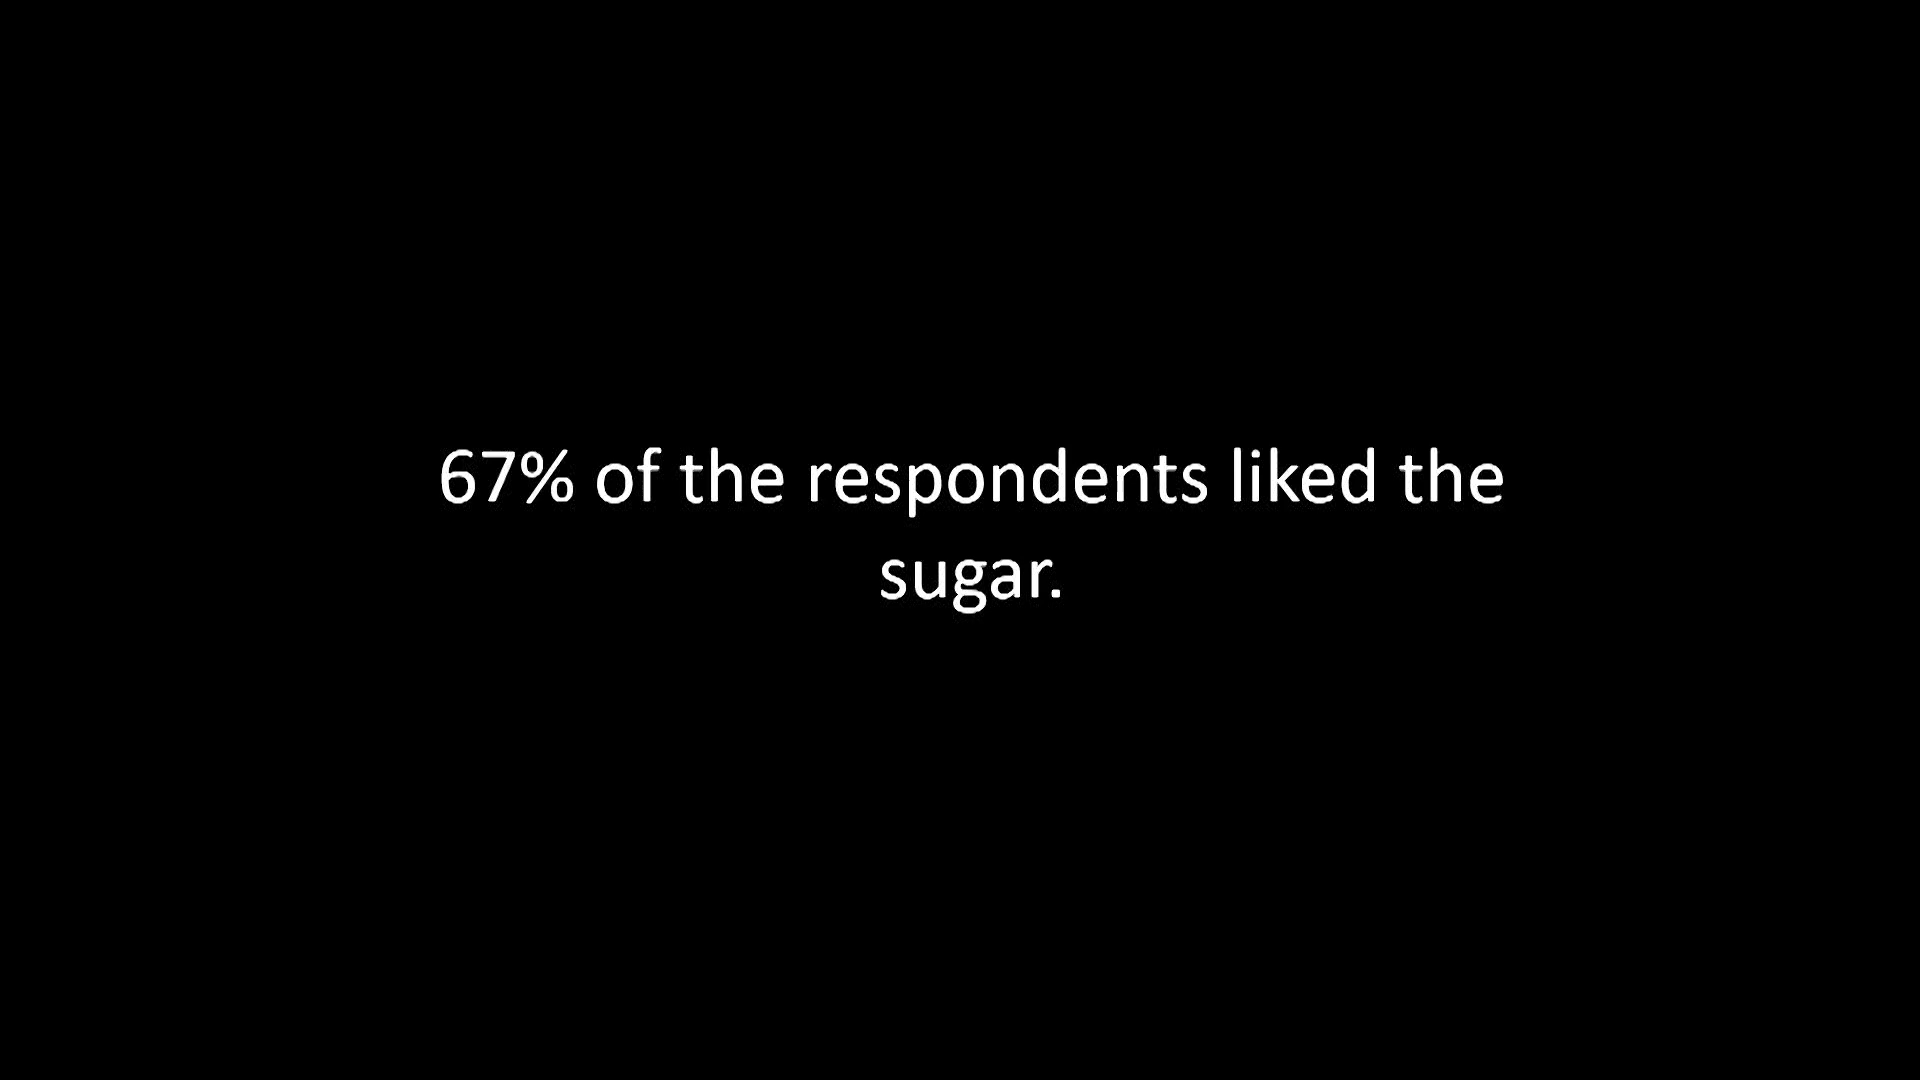 67% of the respondents liked the
sugar.